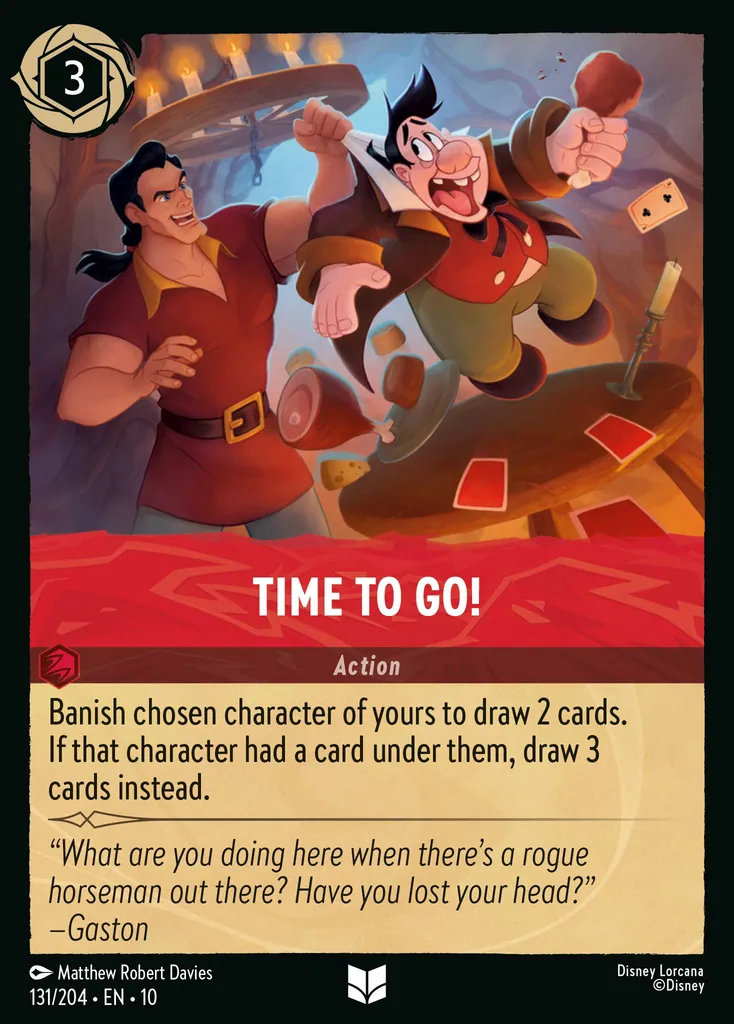 3
TIME TO GO!
Action
Banish chosen character of yours to draw 2 cards.
If that character had a card under them, draw 3
cards instead.
“What are you doing here when there’s a rogue
horseman out there? Have you lost your head?”
–Gaston
Matthew Robert Davies
131/204 • EN • 10
Disney Lorcana
©Disney